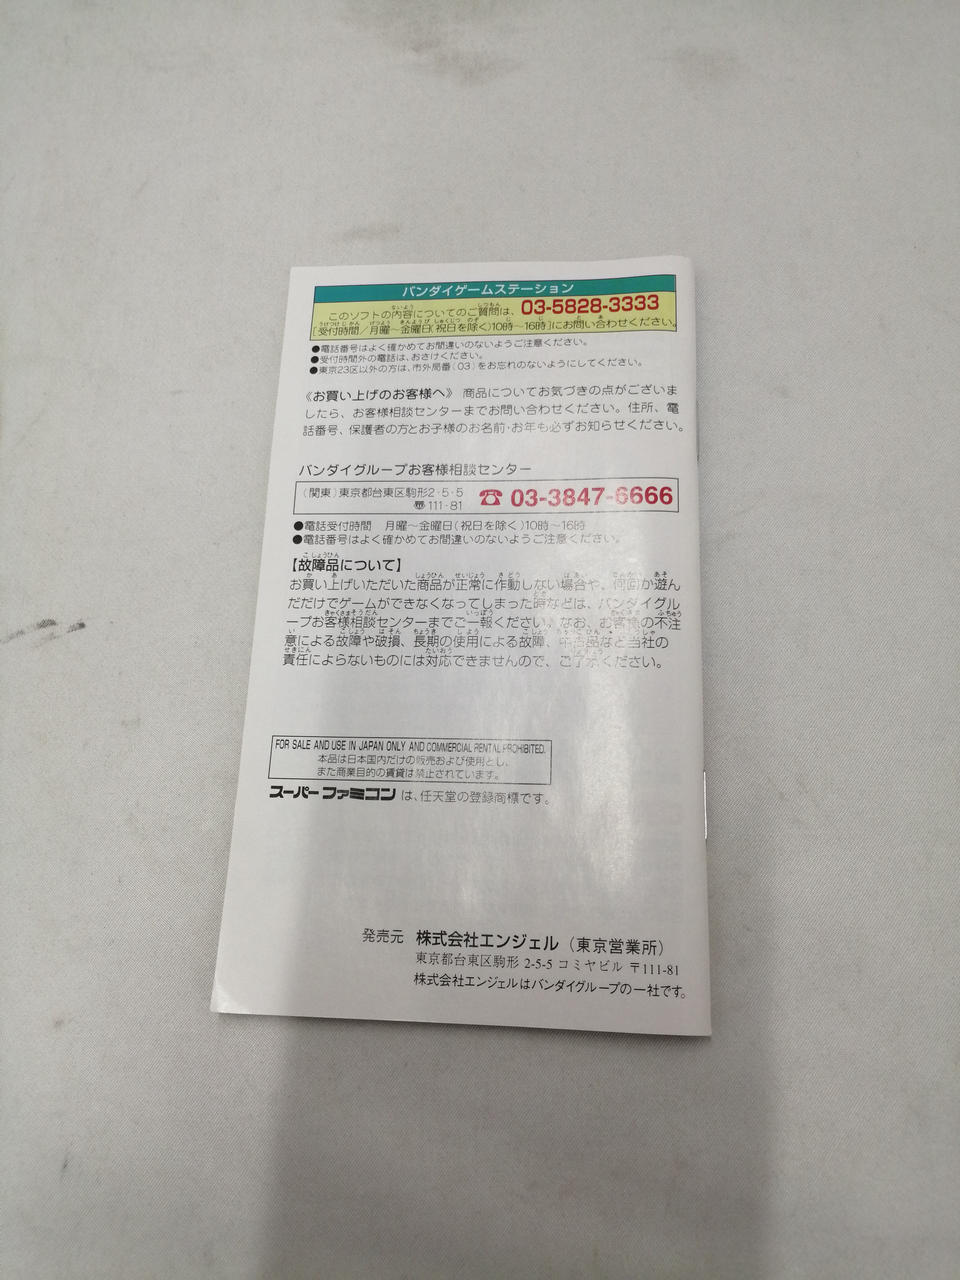 バンダイゲームステーション
このソフトの内容についてのご質問は、03-5828-3333
[受付時間／月曜～金曜日(祝日を除く)10時～16時]にお問い合わせください。
●電話番号はよく確かめてお間違いのないようご注意ください。
●受付時間外の電話は、おさけください。
●東京23区以外の方は、市外局番(03)をお忘れのないようにしてください。
《お買い上げのお客様へ》 商品についてお気づきの点がございま
したら、お客様相談センターまでお問い合わせください。住所、電
話番号、保護者の方とお子様のお名前・お年も必ずお知らせください。
バンダイグループお客様相談センター
(関東)東京都台東区駒形2・5・5
〠111・81
☎ 03-3847-6666
●電話受付時間 月曜～金曜日(祝日を除く)10時～16時
●電話番号はよく確かめてお間違いのないようご注意ください。
【故障品について】
お買い上げいただいた商品が正常に作動しない場合や、何回か遊ん
だだけでゲームができなくなってしまった時などは、バンダイグル
ープお客様相談センターまでご一報ください。なお、お客様の不注
意による故障や破損、長期の使用による故障、中古品など当社の
責任によらないものには対応できませんので、ご了承ください。
FOR SALE AND USE IN JAPAN ONLY AND COMMERCIAL RENTAL PROHIBITED.
本品は日本国内だけの販売および使用とし、
また商業目的の賃貸は禁止されています。
スーパーファミコン は、任天堂の登録商標です。
発売元 株式会社エンジェル（東京営業所）
東京都台東区駒形 2-5-5 コミヤビル 〒111-81
株式会社エンジェルはバンダイグループの一社です。